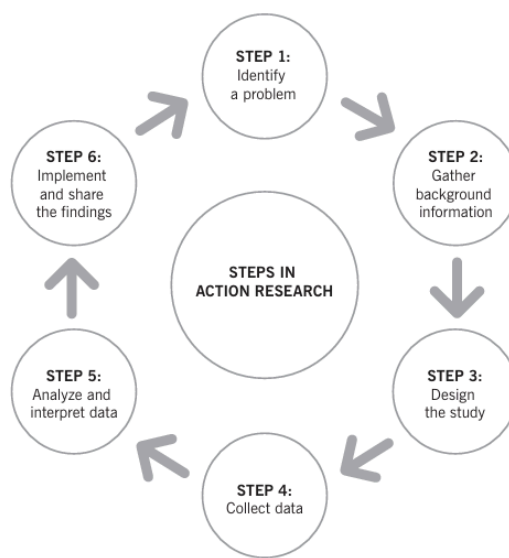 STEP 1:
Identify
a problem
STEP 2:
Gather
background
information
STEP 3:
Design
the study
STEP 4:
Collect data
STEP 5:
Analyze and
interpret data
STEP 6:
Implement
and share
the findings
STEPS IN
ACTION RESEARCH